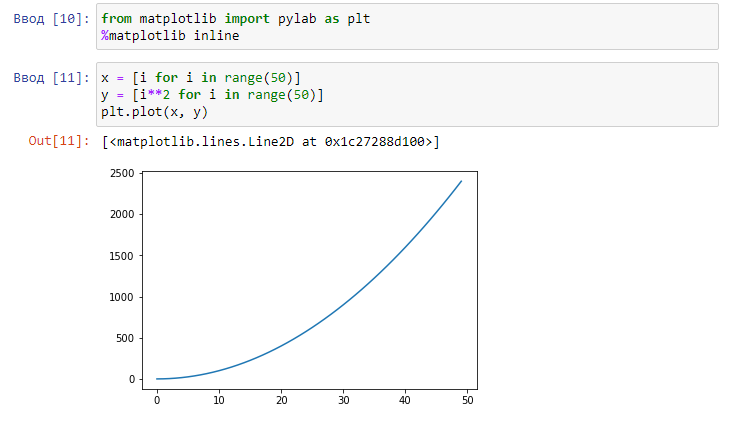 Ввод [10]: from matplotlib import pylab as plt
%matplotlib inline
Ввод [11]: x = [i for i in range(50)]
y = [i**2 for i in range(50)]
plt.plot(x, y)
Out[11]: [<matplotlib.lines.Line2D at 0x1c27288d100>]
2500
2000
1500
1000
500
0
0 10 20 30 40 50